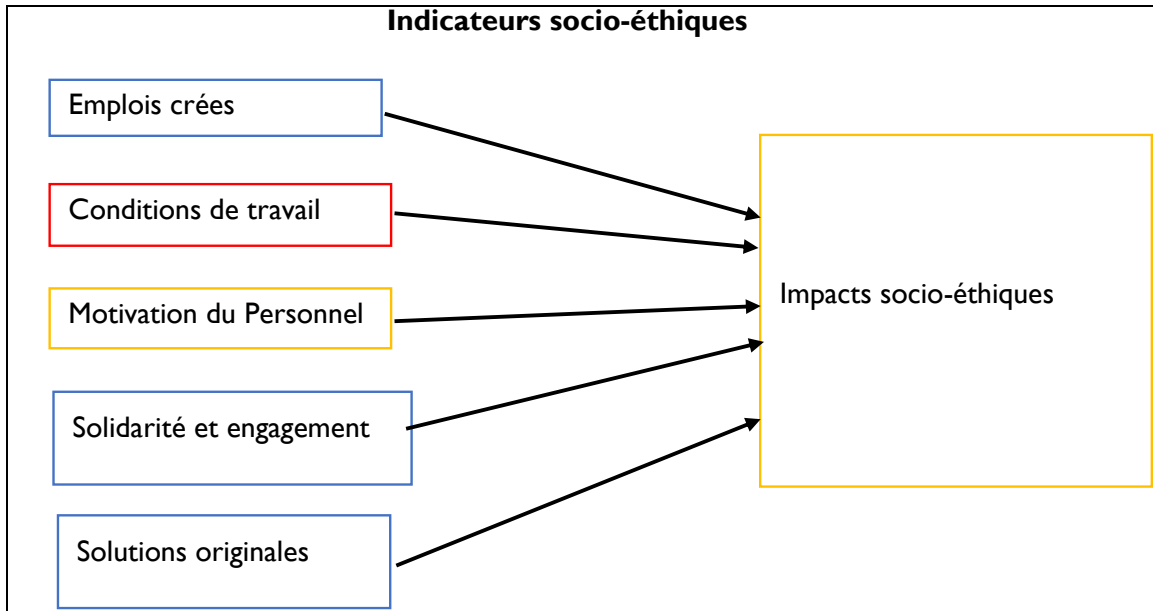 Indicateurs socio-éthiques
Emplois crées
Conditions de travail
Motivation du Personnel
Solidarité et engagement
Solutions originales
Impacts socio-éthiques